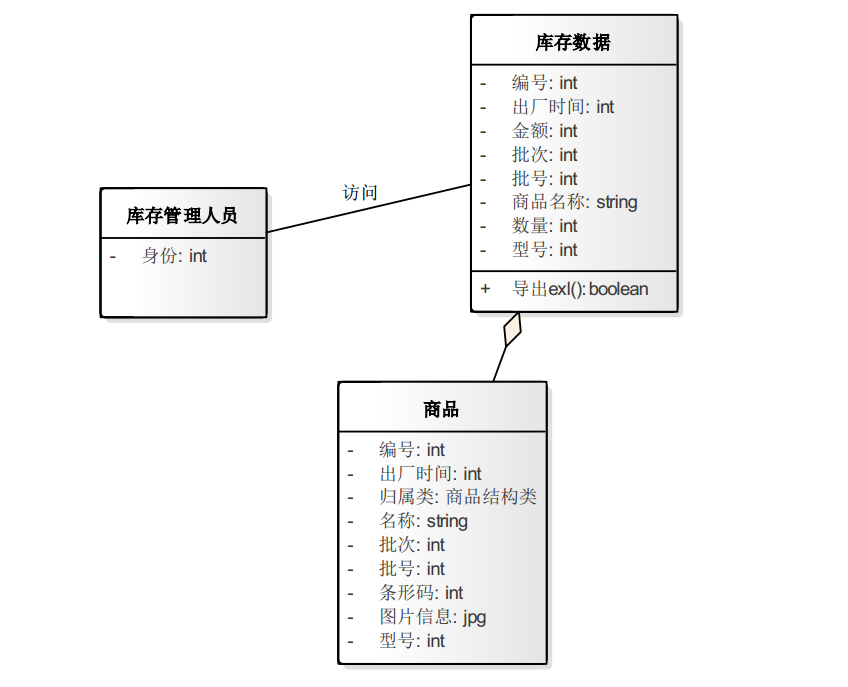 库存数据
- 编号: int
- 出厂时间: int
- 金额: int
- 批次: int
- 批号: int
- 商品名称: string
- 数量: int
- 型号: int
+ 导出exl(): boolean
访问
库存管理人员
- 身份: int
商品
- 编号: int
- 出厂时间: int
- 归属类: 商品结构类
- 名称: string
- 批次: int
- 批号: int
- 条形码: int
- 图片信息: jpg
- 型号: int